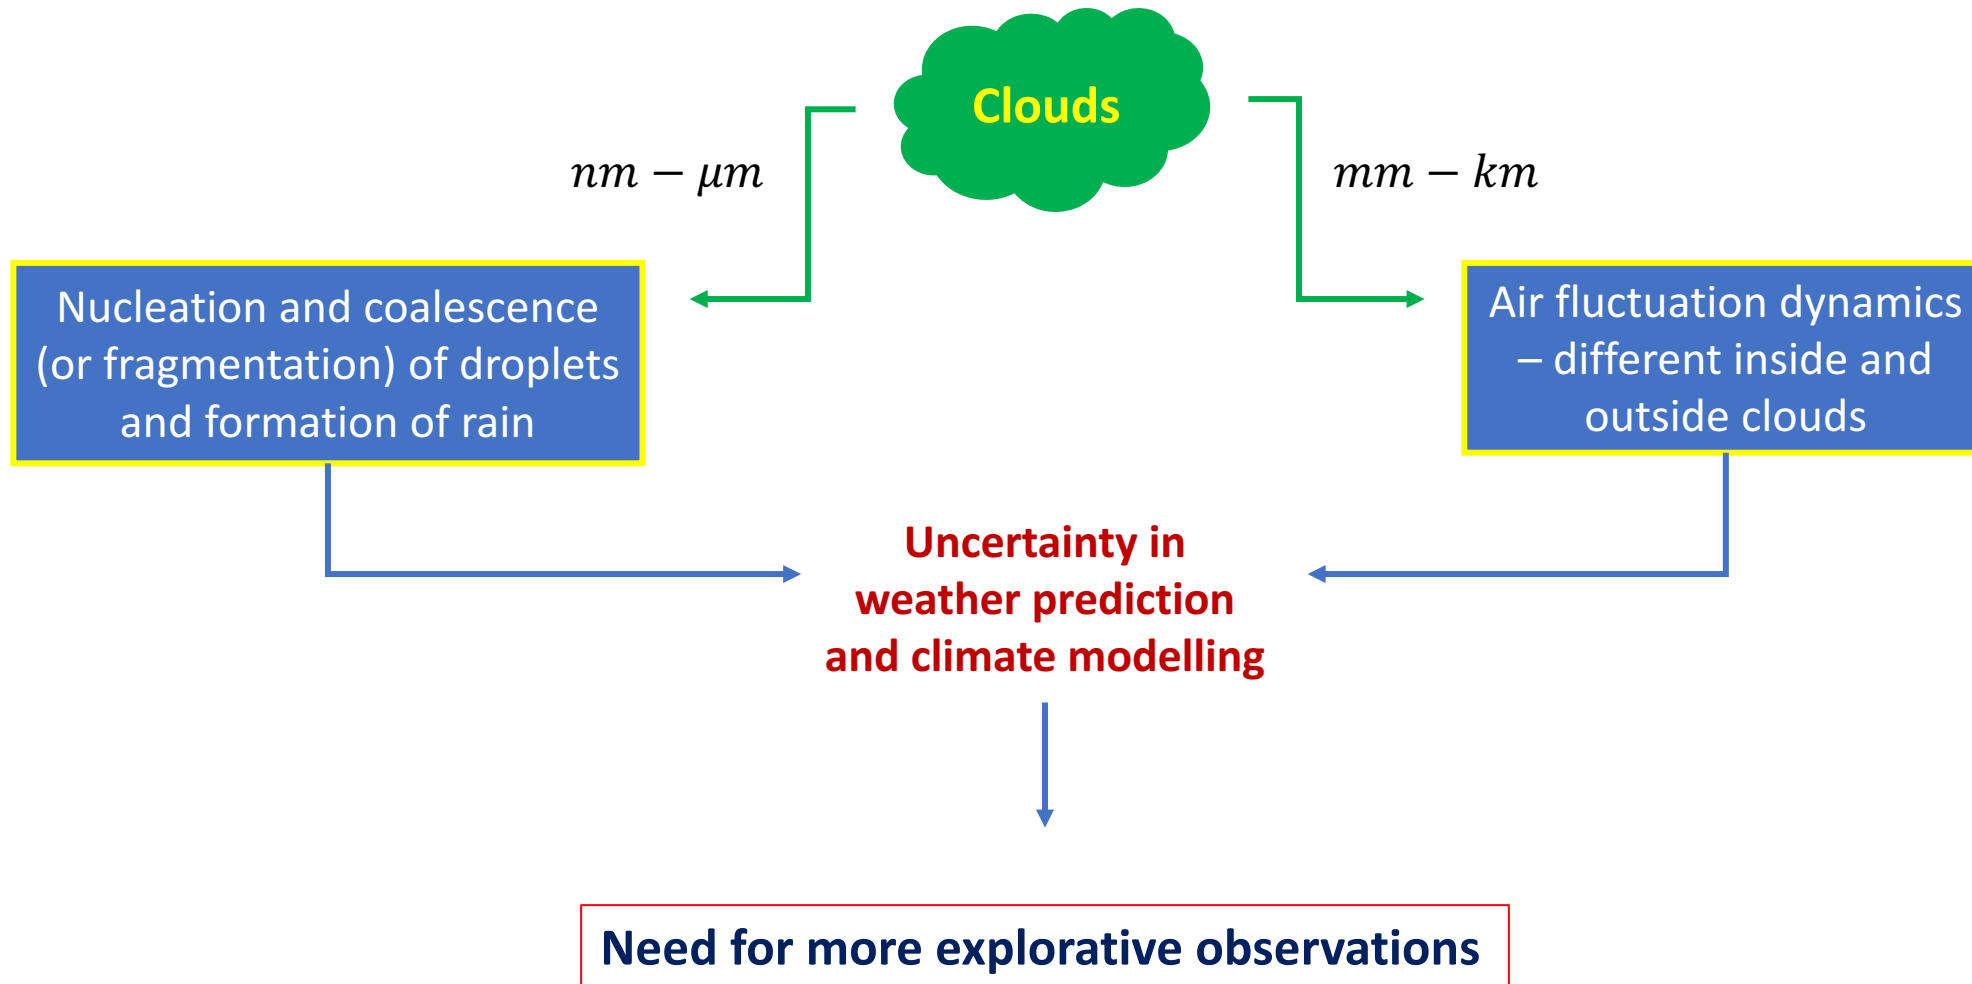 Clouds
nm − μm
mm − km
Nucleation and coalescence
(or fragmentation) of droplets
and formation of rain
Air fluctuation dynamics
– different inside and
outside clouds
Uncertainty in
weather prediction
and climate modelling
Need for more explorative observations